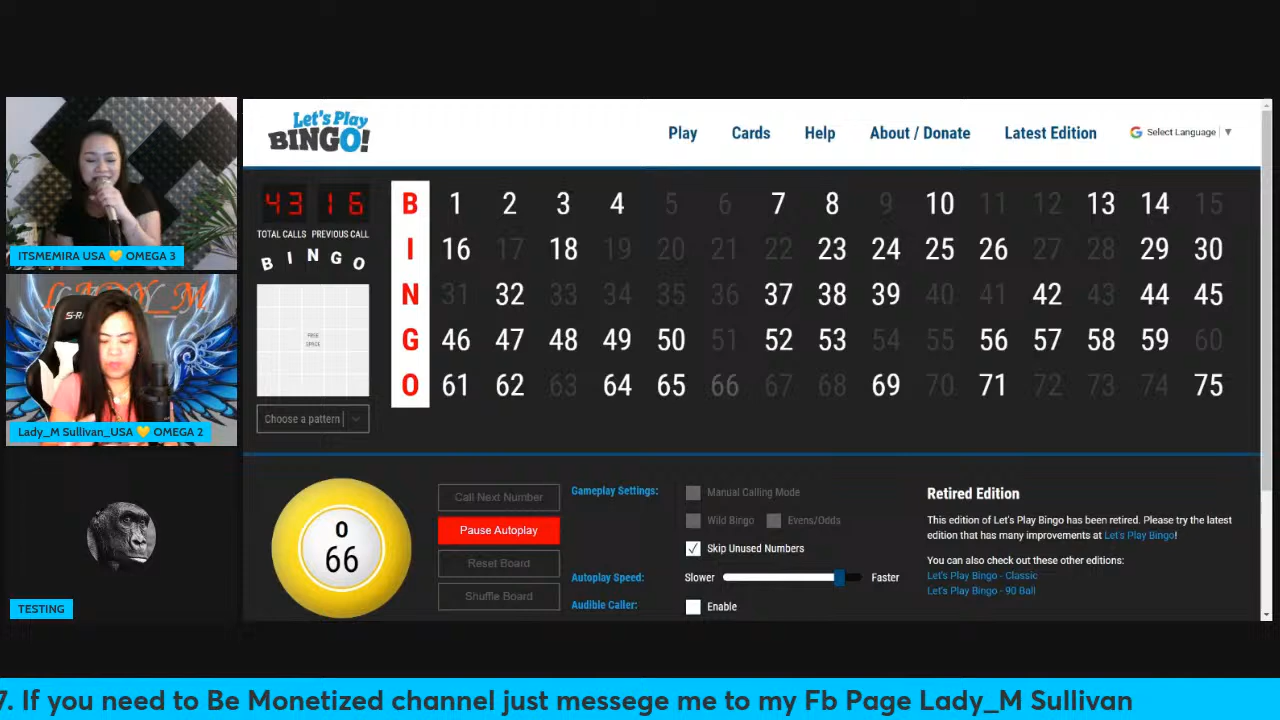 Let's Play
BINGO!
Play Cards Help About / Donate Latest Edition Select Language ▼
43 16
TOTAL CALLS PREVIOUS CALL
B I N G O
FREE
SPACE
Choose a pattern
B 1 2 3 4 5 6 7 8 9 10 11 12 13 14 15
I 16 17 18 19 20 21 22 23 24 25 26 27 28 29 30
N 31 32 33 34 35 36 37 38 39 40 41 42 43 44 45
G 46 47 48 49 50 51 52 53 54 55 56 57 58 59 60
O 61 62 63 64 65 66 67 68 69 70 71 72 73 74 75
ITSMEMIRA USA 💛 OMEGA 3
LADY_M
Lady_M Sullivan_USA 💛 OMEGA 2
TESTING
O
66
Call Next Number
Pause Autoplay
Reset Board
Shuffle Board
Gameplay Settings:
Manual Calling Mode
Wild Bingo Evens/Odds
Skip Unused Numbers
Autoplay Speed: Slower Faster
Audible Caller: Enable
Retired Edition
This edition of Let's Play Bingo has been retired. Please try the latest
edition that has many improvements at Let's Play Bingo!
You can also check out these other editions:
Let's Play Bingo - Classic
Let's Play Bingo - 90 Ball
7. If you need to Be Monetized channel just messege me to my Fb Page Lady_M Sullivan